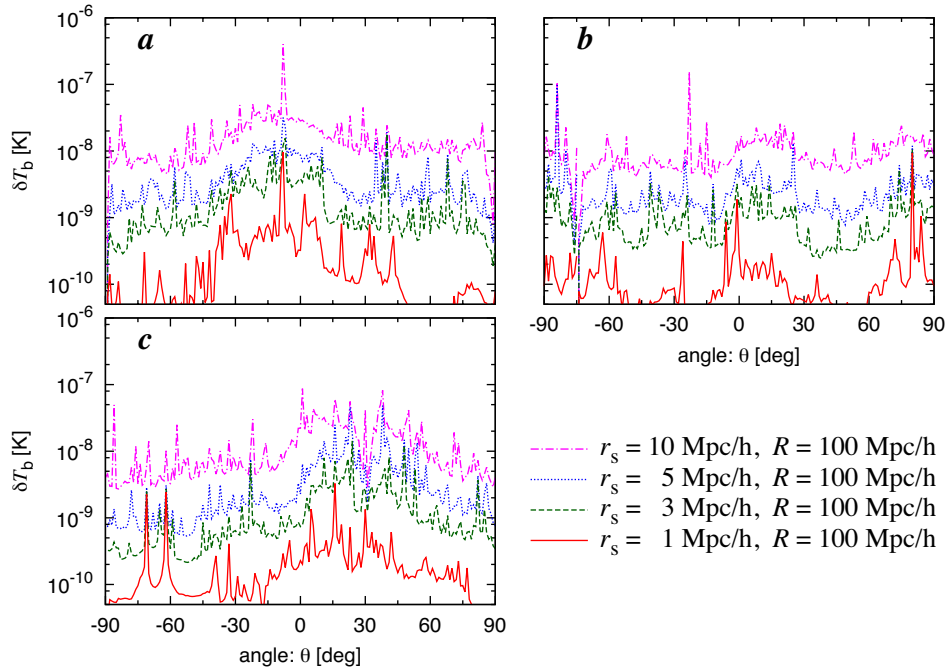 a
δT_b [K]
10^-6
10^-7
10^-8
10^-9
10^-10
b
-90 -60 -30 0 30 60 90
angle: θ [deg]
c
δT_b [K]
10^-6
10^-7
10^-8
10^-9
10^-10
-90 -60 -30 0 30 60 90
angle: θ [deg]
r_s = 10 Mpc/h, R = 100 Mpc/h
r_s = 5 Mpc/h, R = 100 Mpc/h
r_s = 3 Mpc/h, R = 100 Mpc/h
r_s = 1 Mpc/h, R = 100 Mpc/h